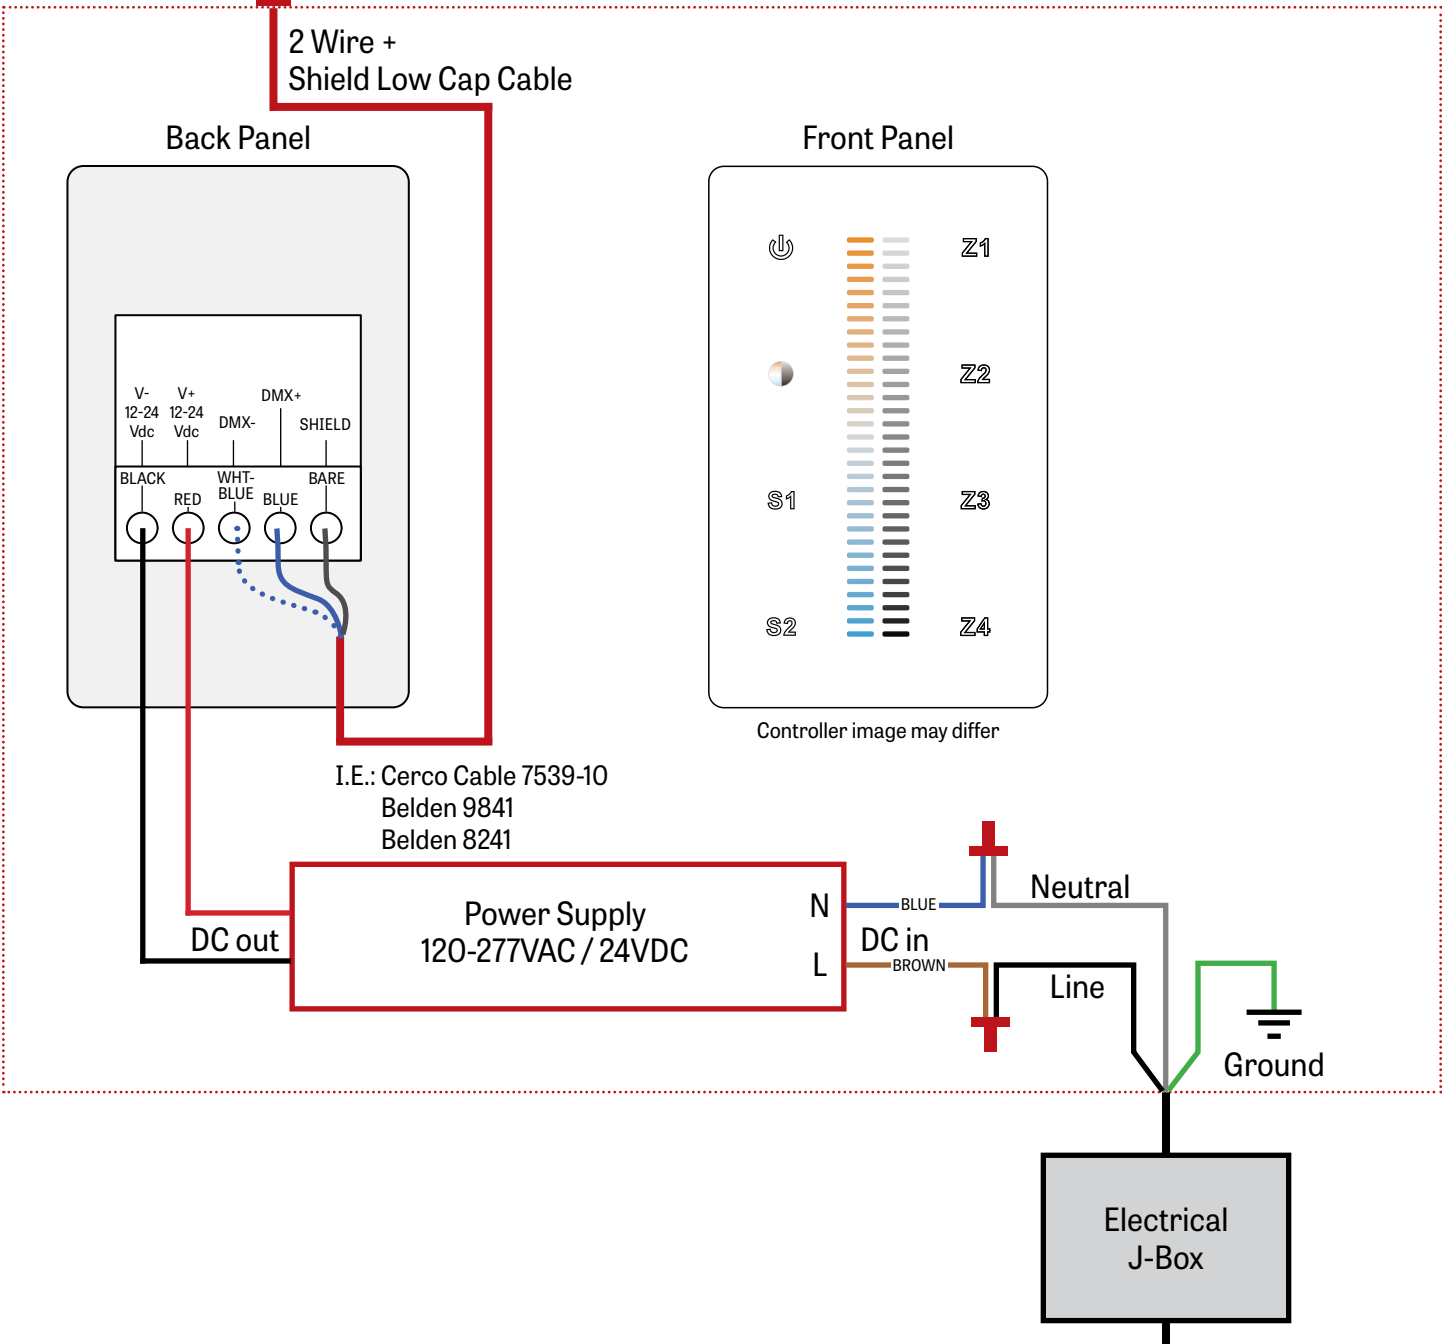 2 Wire +
Shield Low Cap Cable
Back Panel
Front Panel
V-
12-24
Vdc
V+
12-24
Vdc
DMX-
DMX+
SHIELD
BLACK
RED
WHT-
BLUE
BLUE
BARE
Z1
Z2
S1
Z3
S2
Z4
Controller image may differ
I.E.: Cerco Cable 7539-10
Belden 9841
Belden 8241
Power Supply
120-277VAC / 24VDC
DC out
N
L
BLUE
DC in
BROWN
Neutral
Line
Ground
Electrical
J-Box